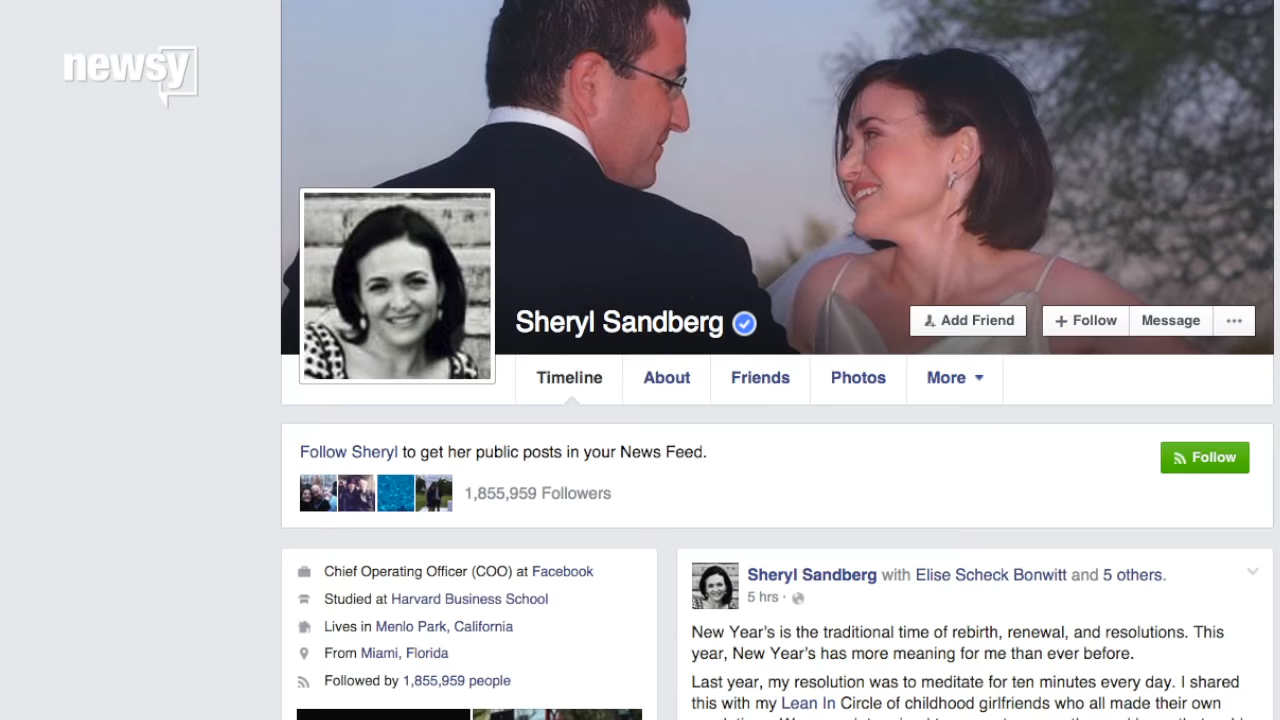 newsy
Sheryl Sandberg
Add Friend
+ Follow
Message
...
Timeline
About
Friends
Photos
More
Follow Sheryl to get her public posts in your News Feed.
Follow
1,855,959 Followers
Chief Operating Officer (COO) at Facebook
Studied at Harvard Business School
Lives in Menlo Park, California
From Miami, Florida
Followed by 1,855,959 people
Sheryl Sandberg with Elise Scheck Bonwitt and 5 others.
5 hrs ·
New Year's is the traditional time of rebirth, renewal, and resolutions. This
year, New Year's has more meaning for me than ever before.
Last year, my resolution was to meditate for ten minutes every day. I shared
this with my Lean In Circle of childhood girlfriends who all made their own